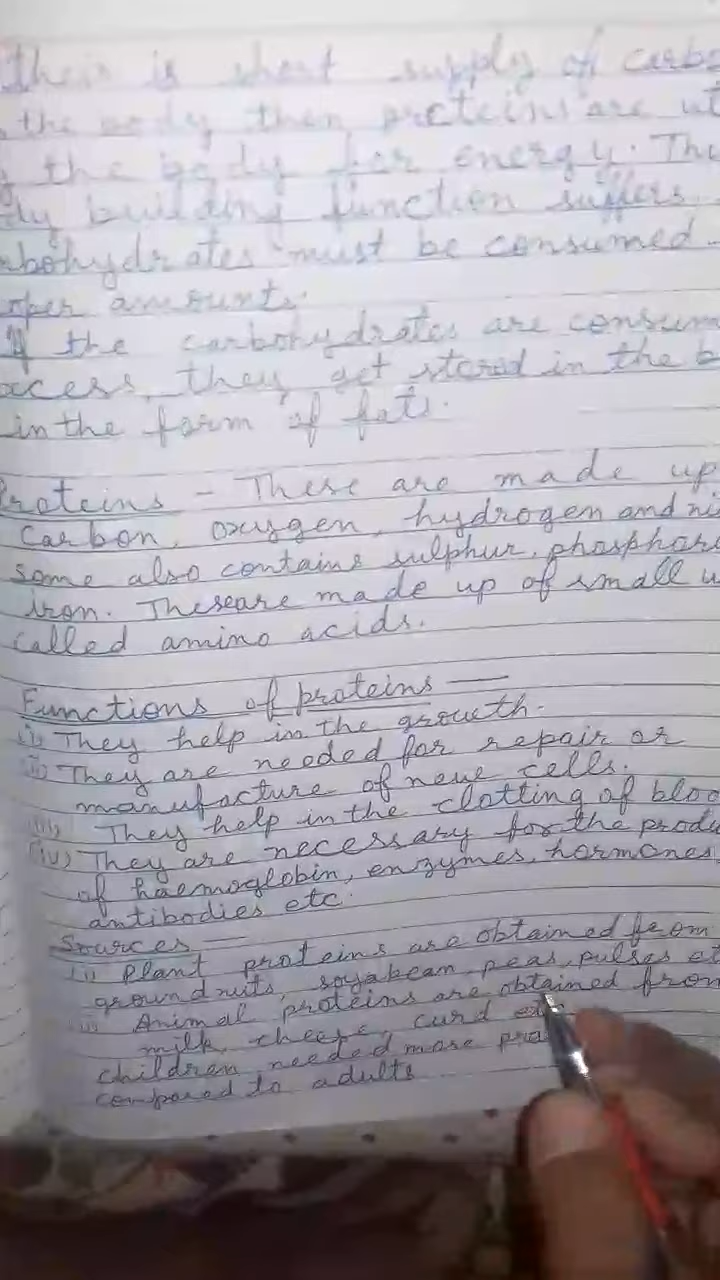 Their is short supply of carbo
the body then proteins are ut
the body for energy. Thu
dy building function suffers.
rbohydrates must be consumed
oper amounts.
If the carbohydrates are consum
xcess, they get stored in the b
in the form of fats.
Proteins - These are made up
carbon, oxygen, hydrogen and ni
some also contains sulphur, phosphor
iron. These are made up of small u
called amino acids.
Functions of proteins —
i) They help in the growth.
ii) They are needed for repair or
manufacture of new cells.
iii) They help in the clotting of bloo
(iv) They are necessary for the produ
of haemoglobin, enzymes, hormones,
antibodies etc.
Sources —
(i) Plant proteins are obtained from
groundnuts, soyabean, peas, pulses et
ii) Animal proteins are obtained from
milk, cheese, curd etc
children needed more pro
compared to adults